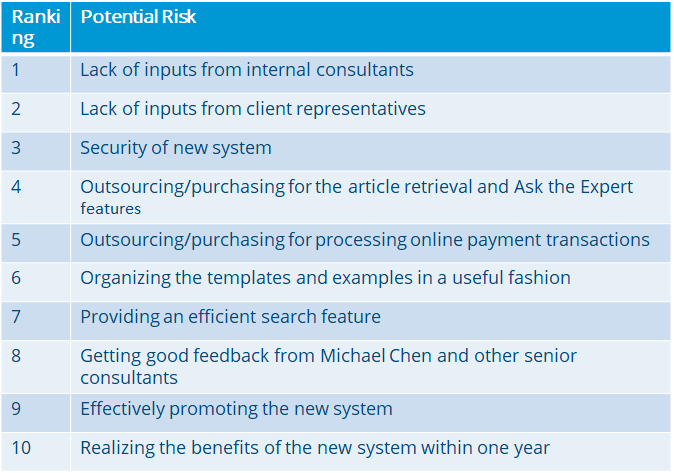 Ranki Potential Risk
ng
1 Lack of inputs from internal consultants
2 Lack of inputs from client representatives
3 Security of new system
4 Outsourcing/purchasing for the article retrieval and Ask the Expert
features
5 Outsourcing/purchasing for processing online payment transactions
6 Organizing the templates and examples in a useful fashion
7 Providing an efficient search feature
8 Getting good feedback from Michael Chen and other senior
consultants
9 Effectively promoting the new system
10 Realizing the benefits of the new system within one year